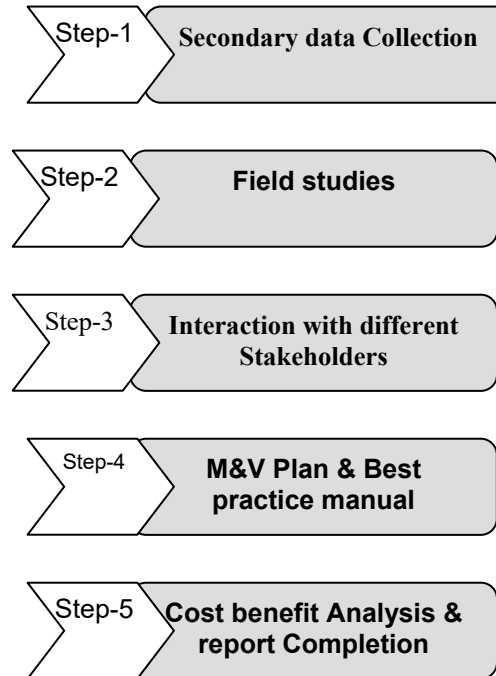 Step-1
Secondary data Collection
Step-2
Field studies
Step-3
Interaction with different
Stakeholders
Step-4
M&V Plan & Best
practice manual
Step-5
Cost benefit Analysis &
report Completion